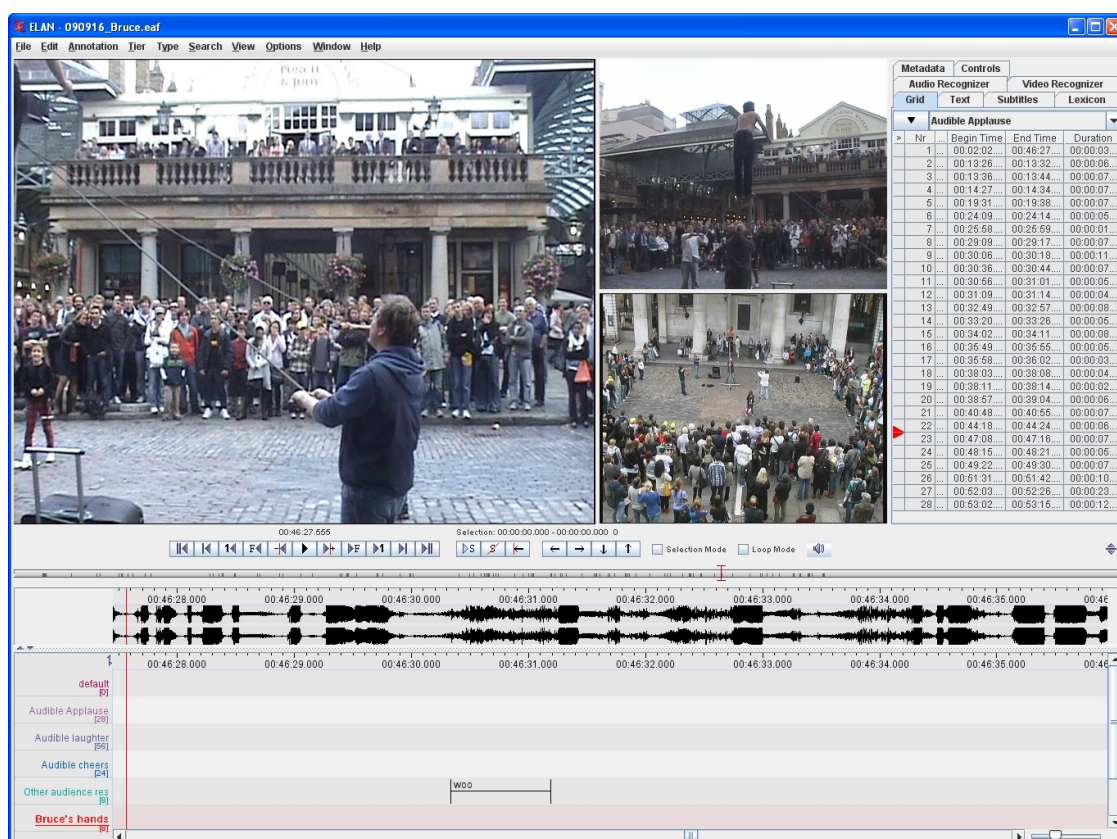 ELAN - 090916_Bruce.eaf
File Edit Annotation Tier Type Search View Options Window Help
PUNCH
& JUDY
Metadata Controls
Audio Recognizer Video Recognizer
Grid Text Subtitles Lexicon
Audible Applause
> Nr ... Begin Time End Time Duration
1 ... 00:02:02.... 00:46:27.... 00:00:03....
2 ... 00:13:26.... 00:13:32.... 00:00:06....
3 ... 00:13:36.... 00:13:44.... 00:00:07....
4 ... 00:14:27.... 00:14:34.... 00:00:07....
5 ... 00:19:31.... 00:19:38.... 00:00:07....
6 ... 00:24:09.... 00:24:14.... 00:00:05....
7 ... 00:25:58.... 00:25:59.... 00:00:01....
8 ... 00:29:09.... 00:29:17.... 00:00:07....
9 ... 00:30:06.... 00:30:18.... 00:00:11....
10 ... 00:30:36.... 00:30:44.... 00:00:07....
11 ... 00:30:56.... 00:31:01.... 00:00:05....
12 ... 00:31:09.... 00:31:14.... 00:00:04....
13 ... 00:32:49.... 00:32:57.... 00:00:08....
14 ... 00:33:20.... 00:33:26.... 00:00:05....
15 ... 00:34:02.... 00:34:11.... 00:00:09....
16 ... 00:35:49.... 00:35:55.... 00:00:05....
17 ... 00:35:58.... 00:36:02.... 00:00:03....
18 ... 00:38:03.... 00:38:08.... 00:00:04....
19 ... 00:38:11.... 00:38:14.... 00:00:02....
20 ... 00:38:57.... 00:39:04.... 00:00:06....
21 ... 00:40:48.... 00:40:55.... 00:00:07....
22 ... 00:44:18.... 00:44:24.... 00:00:06....
23 ... 00:47:08.... 00:47:16.... 00:00:07....
24 ... 00:48:15.... 00:48:21.... 00:00:05....
25 ... 00:49:22.... 00:49:30.... 00:00:07....
26 ... 00:51:31.... 00:51:42.... 00:00:10....
27 ... 00:52:03.... 00:52:26.... 00:00:23....
28 ... 00:53:02.... 00:53:15.... 00:00:12....
00:46:27.555 Selection: 00:00:00.000 - 00:00:00.000 0
1 F F 1 S S Selection Mode Loop Mode
00:46:28.000 00:46:29.000 00:46:30.000 00:46:31.000 00:46:32.000 00:46:33.000 00:46:34.000 00:46:35.000 00:46
00:46:28.000 00:46:29.000 00:46:30.000 00:46:31.000 00:46:32.000 00:46:33.000 00:46:34.000 00:46:35.000 00:46
default
[0]
Audible Applause
[28]
Audible laughter
[56]
Audible cheers
[24]
Other audience res
[8]
woo
Bruce's hands